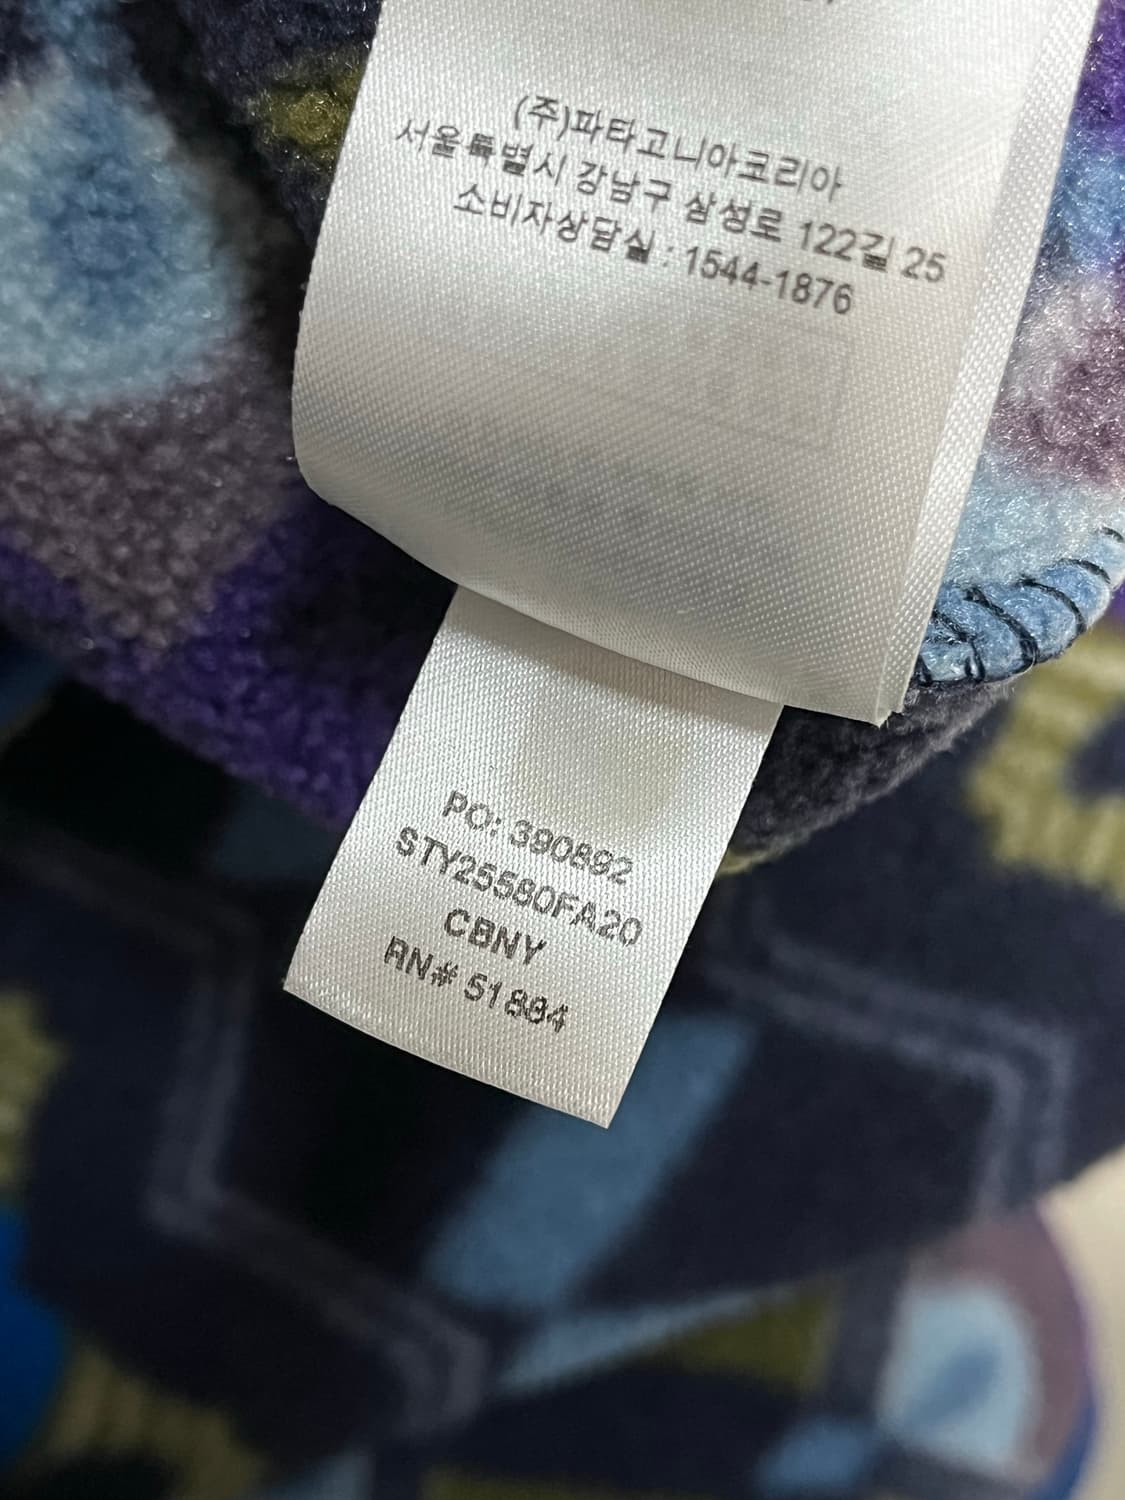 (주)파타고니아코리아
서울특별시 강남구 삼성로 122길 25
소비자상담실 : 1544-1876
PO: 390892
STY25580FA20
CBNY
RN# 51884